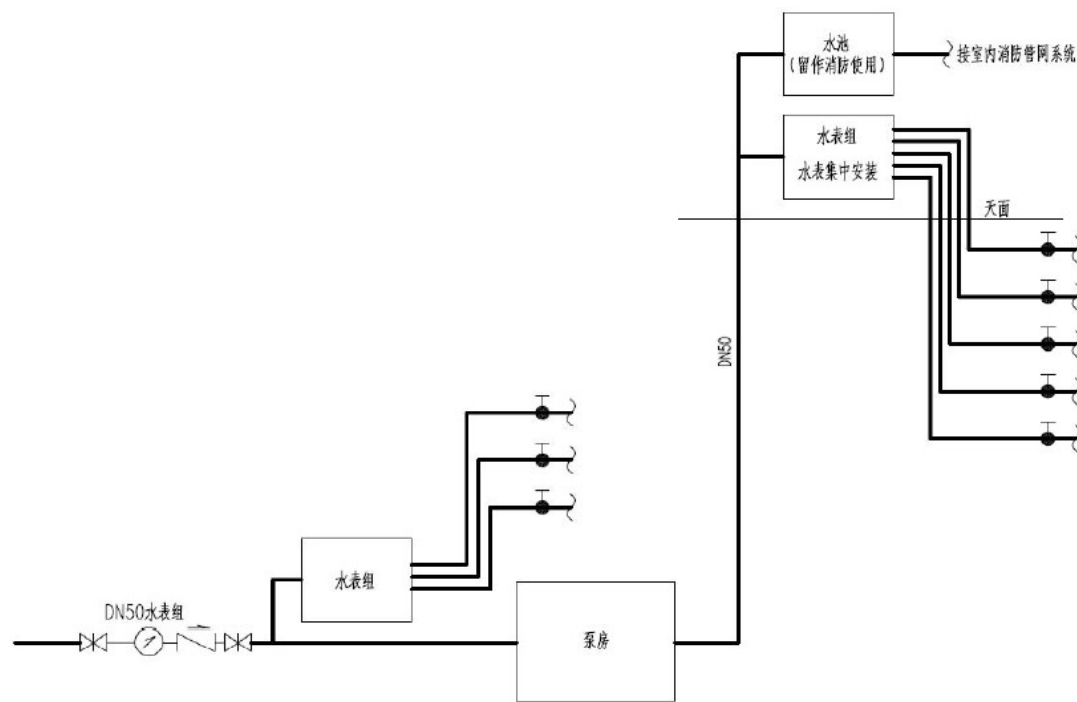 水池
(留作消防使用)
接室内消防管网系统
水表组
水表集中安装
天面
DN50
水表组
DN50水表组
泵房